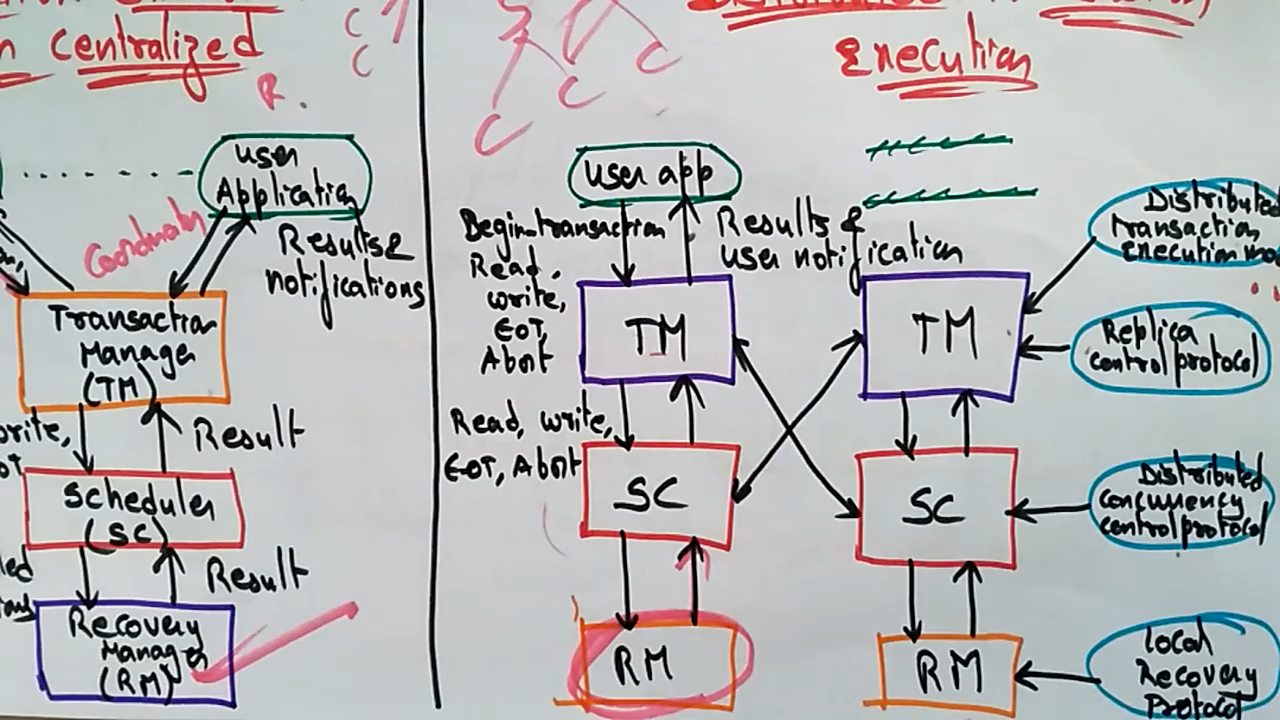 n centralized
R.
User
Application
Coordinator
Results &
notifications
Transaction
Manager
(TM)
write,
Result
Scheduler
(SC)
Result
Recovery
Manager
(RM)
Execution
User app
Begin-transaction
Read,
write,
EOT,
Abort
Results &
user notification
TM
TM
Read, write,
EOT, Abort
SC
SC
RM
RM
Distributed
transaction
execution mo
Replica
control protocol
Distributed
concurrency
control protocol
Local
Recovery
Protocol